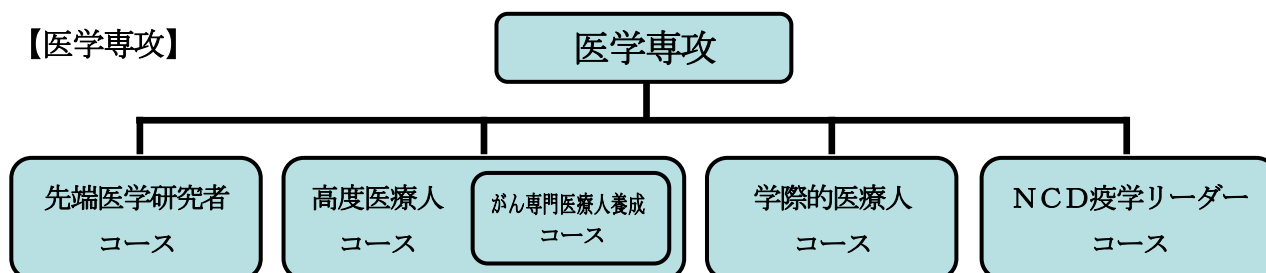 【医学専攻】
医学専攻
先端医学研究者
コース
高度医療人
コース
がん専門医療人養成
コース
学際的医療人
コース
ＮＣＤ疫学リーダー
コース